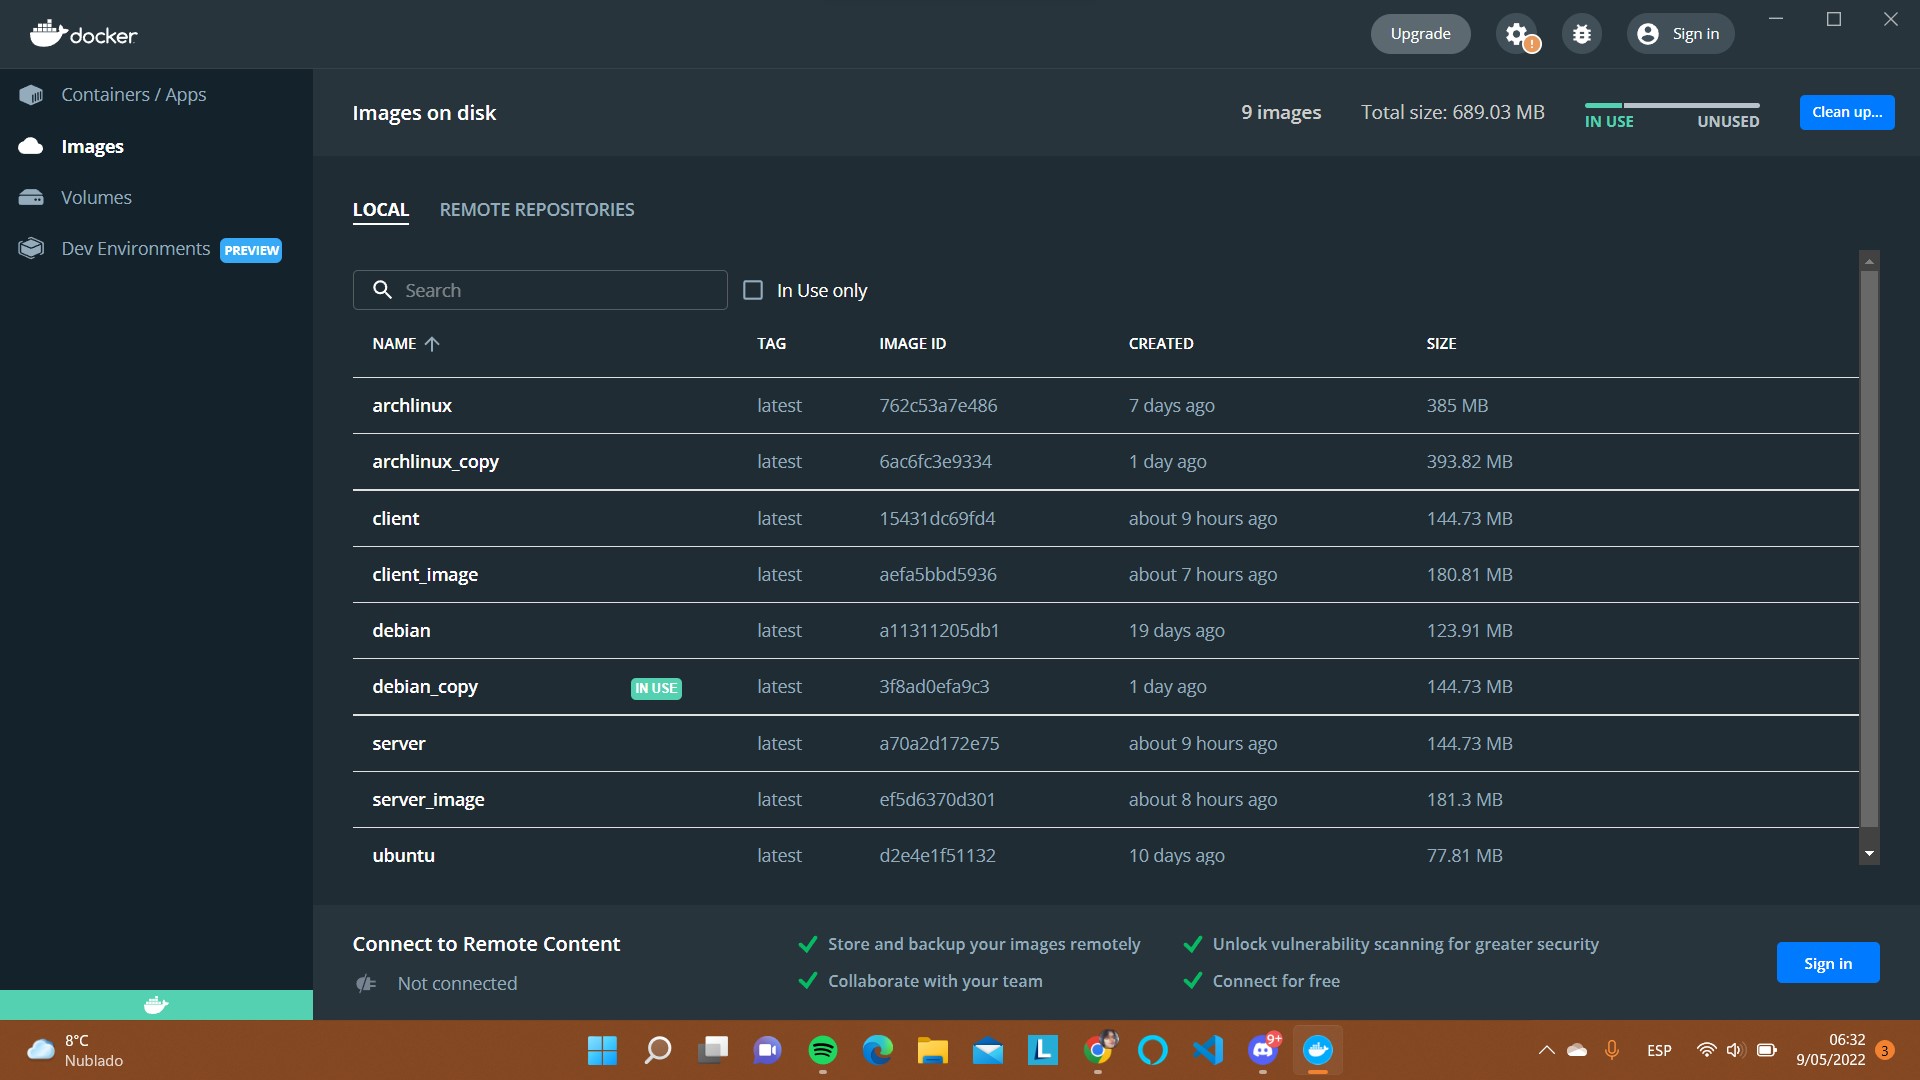 docker
Upgrade
!
Sign in
Containers / Apps
Images
Volumes
Dev Environments PREVIEW
Images on disk
9 images
Total size: 689.03 MB
IN USE
UNUSED
Clean up...
LOCAL
REMOTE REPOSITORIES
Search
In Use only
NAME TAG IMAGE ID CREATED SIZE
archlinux latest 762c53a7e486 7 days ago 385 MB
archlinux_copy latest 6ac6fc3e9334 1 day ago 393.82 MB
client latest 15431dc69fd4 about 9 hours ago 144.73 MB
client_image latest aefa5bbd5936 about 7 hours ago 180.81 MB
debian latest a11311205db1 19 days ago 123.91 MB
debian_copy IN USE latest 3f8ad0efa9c3 1 day ago 144.73 MB
server latest a70a2d172e75 about 9 hours ago 144.73 MB
server_image latest ef5d6370d301 about 8 hours ago 181.3 MB
ubuntu latest d2e4e1f51132 10 days ago 77.81 MB
Connect to Remote Content
Not connected
Store and backup your images remotely
Unlock vulnerability scanning for greater security
Collaborate with your team
Connect for free
Sign in
8°C
Nublado
L
9+
ESP
06:32
9/05/2022
3